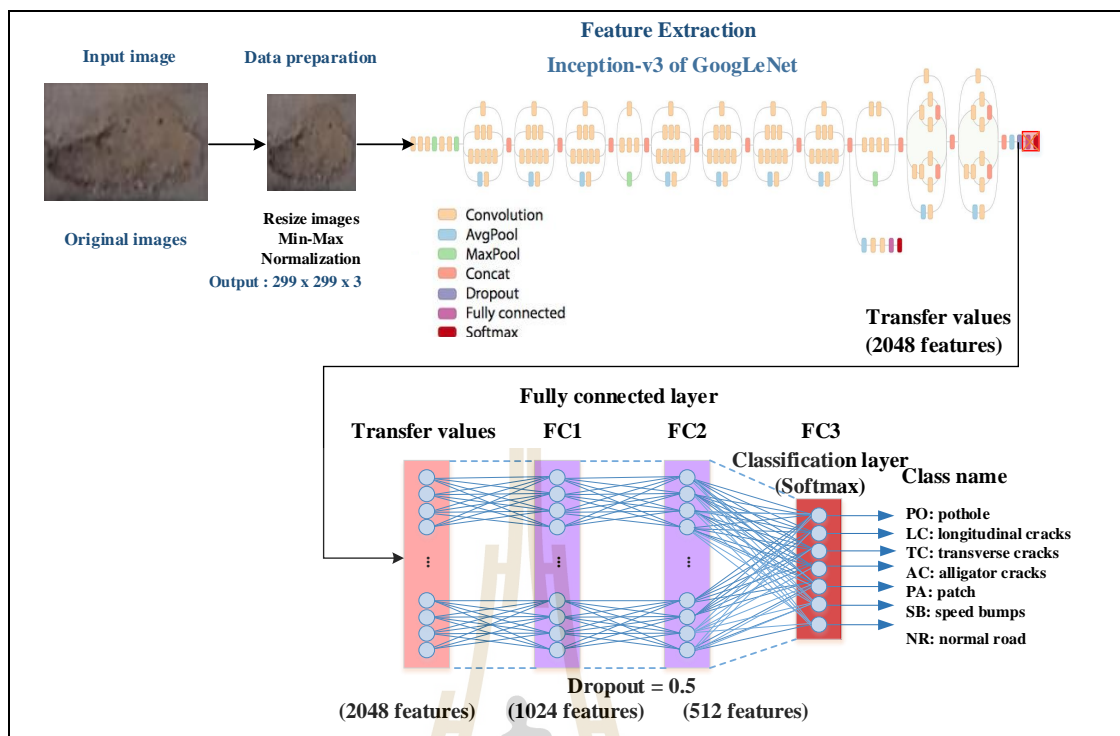 Feature Extraction
Inception-v3 of GoogLeNet
Input image
Data preparation
Original images
Resize images
Min-Max
Normalization
Output : 299 x 299 x 3
Convolution
AvgPool
MaxPool
Concat
Dropout
Fully connected
Softmax
Transfer values
(2048 features)
Fully connected layer
Transfer values
FC1
FC2
FC3
Classification layer
(Softmax)
Class name
PO: pothole
LC: longitudinal cracks
TC: transverse cracks
AC: alligator cracks
PA: patch
SB: speed bumps
NR: normal road
...
...
...
Dropout = 0.5
(2048 features)
(1024 features)
(512 features)